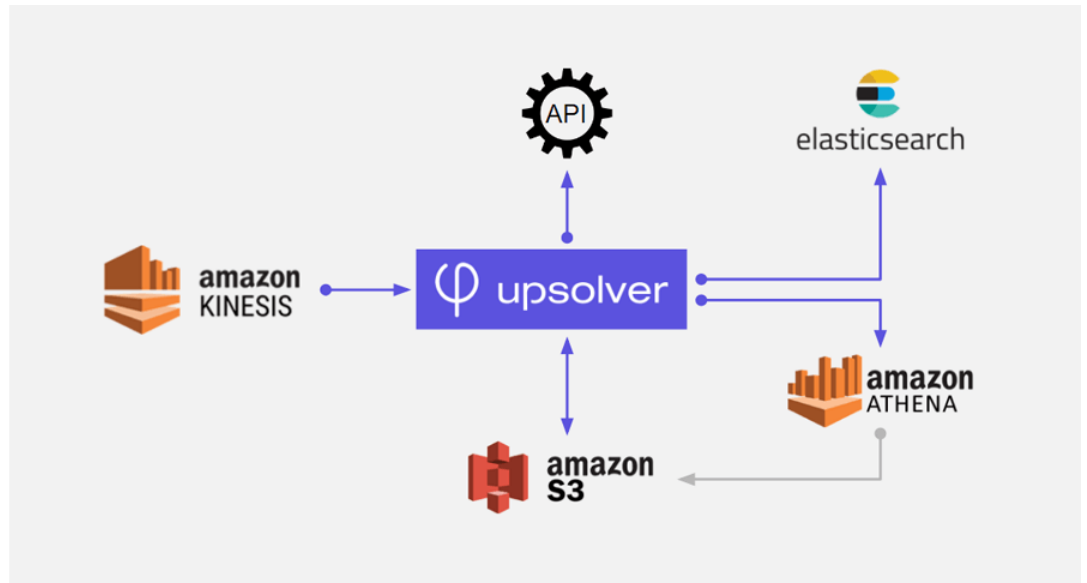 API
elasticsearch
amazon
KINESIS
upsolver
amazon
ATHENA
amazon
S3